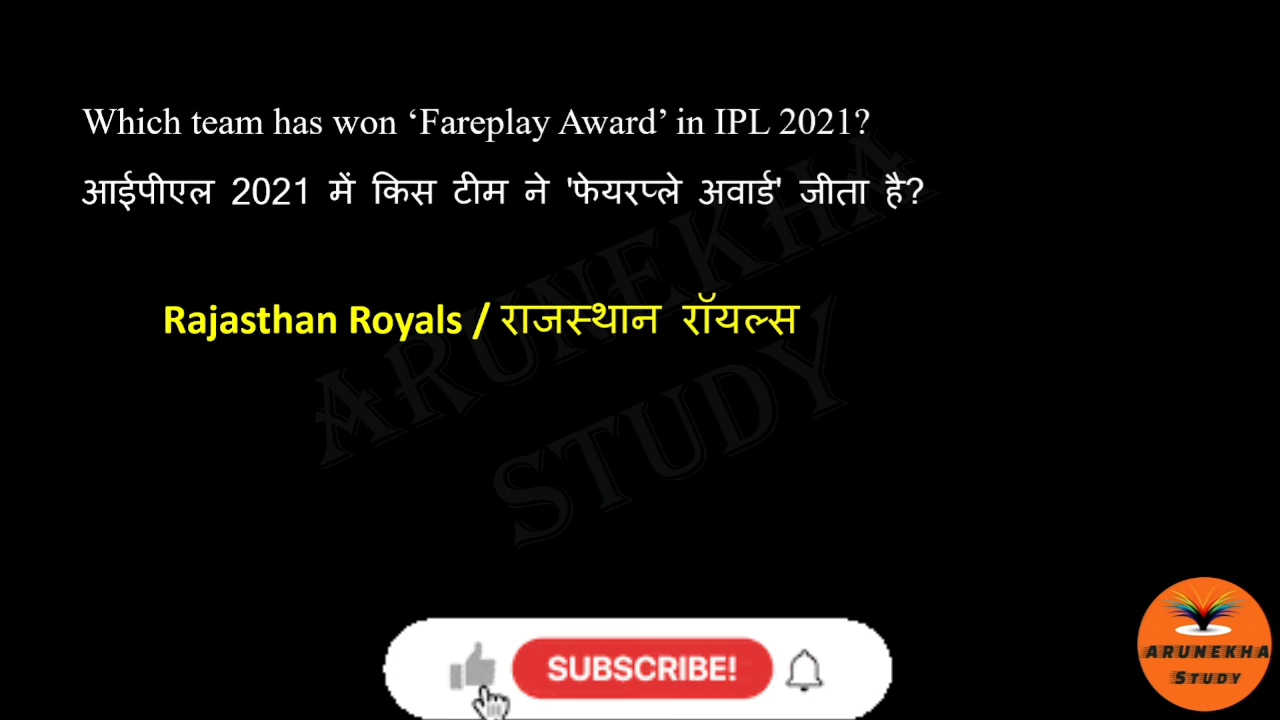 Which team has won ‘Fareplay Award’ in IPL 2021?
आईपीएल 2021 में किस टीम ने 'फेयरप्ले अवार्ड' जीता है?
Rajasthan Royals / राजस्थान रॉयल्स
ARUNEKHA
STUDY
SUBSCRIBE!
ARUNEKHA
STUDY